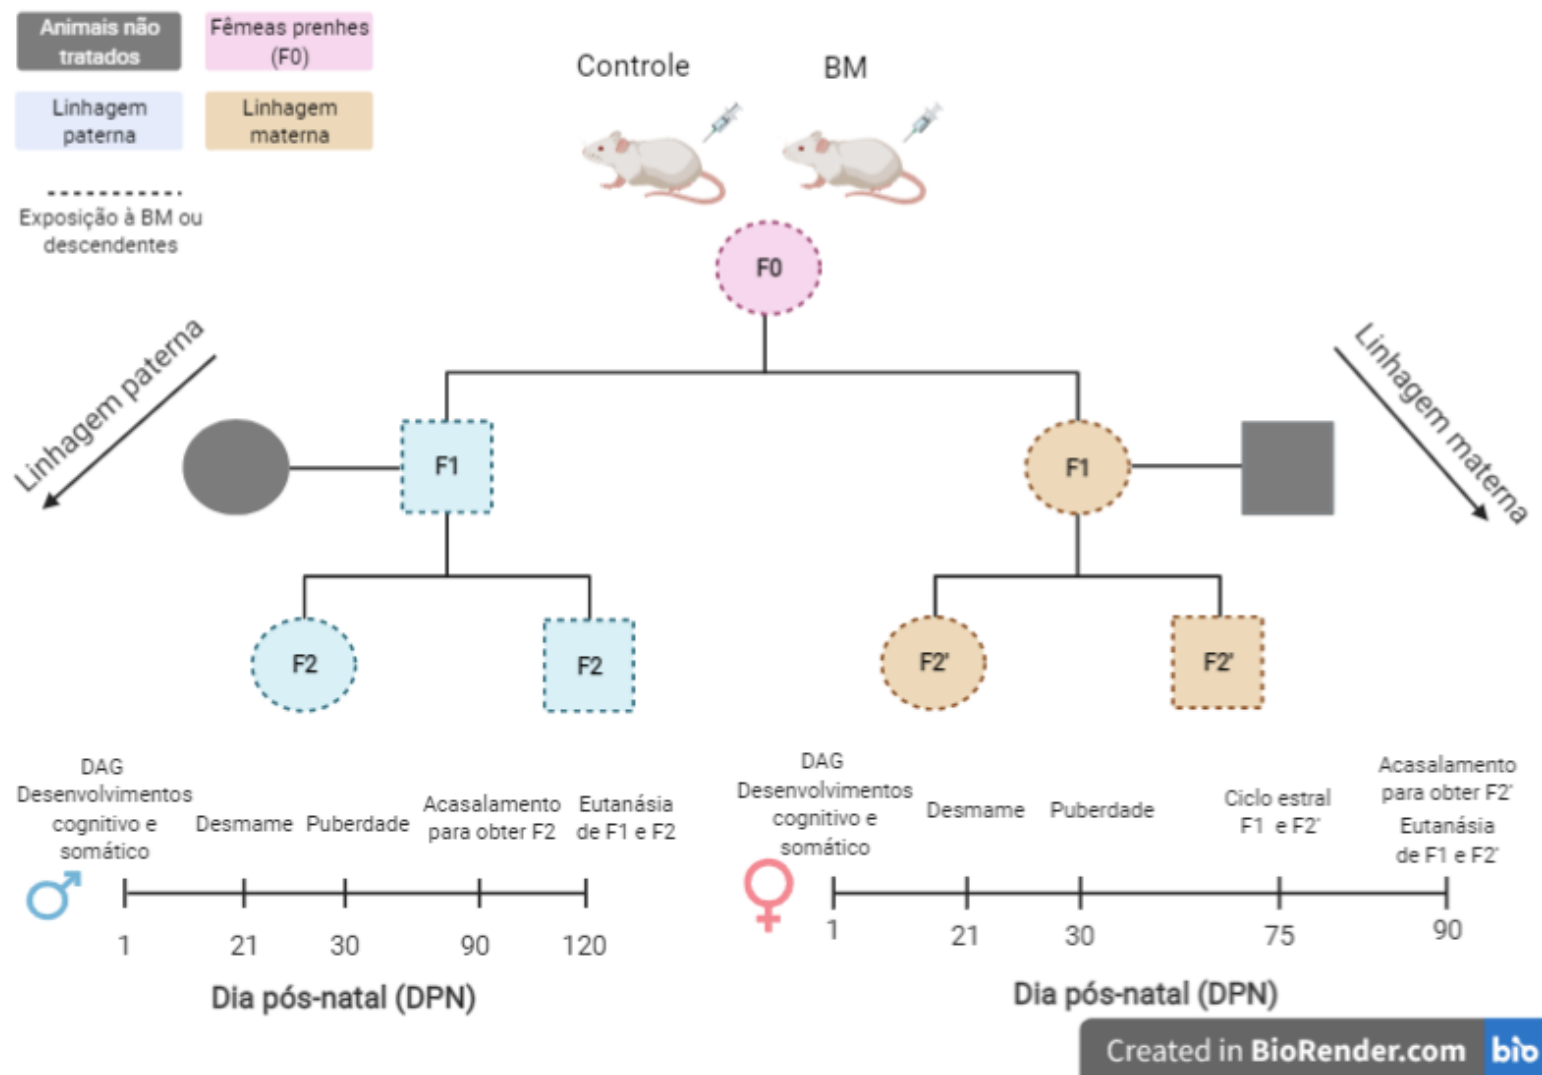 Animais não
tratados
Fêmeas prenhes
(F0)
Linhagem
paterna
Linhagem
materna
Exposição à BM ou
descendentes
Controle
BM
F0
Linhagem paterna
Linhagem materna
F1
F1
F2
F2
F2'
F2'
DAG
Desenvolvimentos
cognitivo e
somático
Desmame
Puberdade
Acasalamento
para obter F2
Eutanásia
de F1 e F2
1
21
30
90
120
Dia pós-natal (DPN)
DAG
Desenvolvimentos
cognitivo e
somático
Desmame
Puberdade
Ciclo estral
F1 e F2'
Acasalamento
para obter F2'
Eutanásia
de F1 e F2'
1
21
30
75
90
Dia pós-natal (DPN)
Created in BioRender.com bio